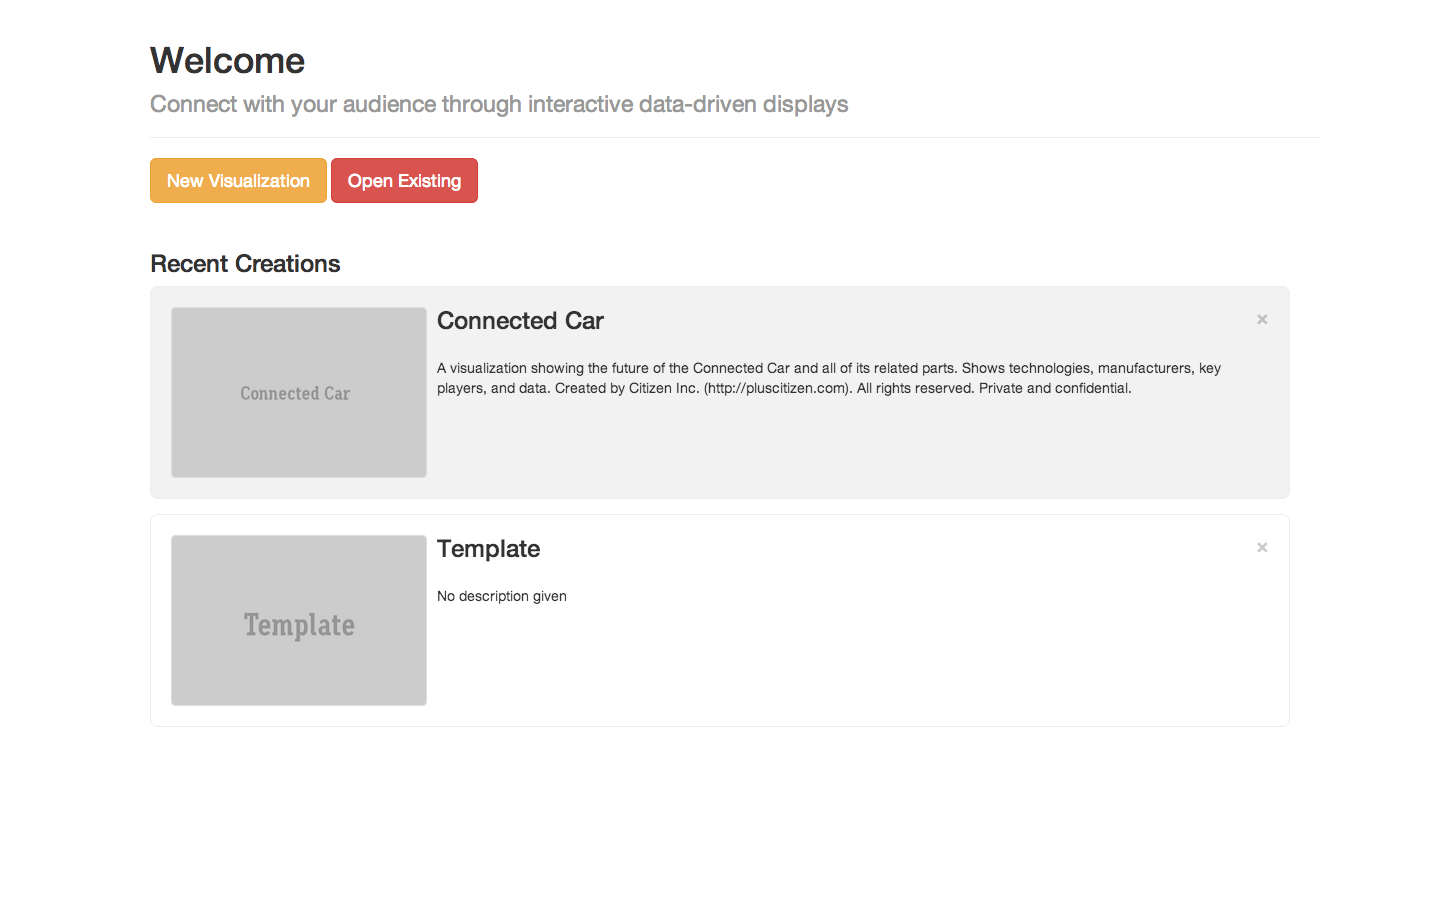 Welcome
Connect with your audience through interactive data-driven displays
New Visualization
Open Existing
Recent Creations
Connected Car
Connected Car
×
A visualization showing the future of the Connected Car and all of its related parts. Shows technologies, manufacturers, key
players, and data. Created by Citizen Inc. (http://pluscitizen.com). All rights reserved. Private and confidential.
Template
Template
×
No description given